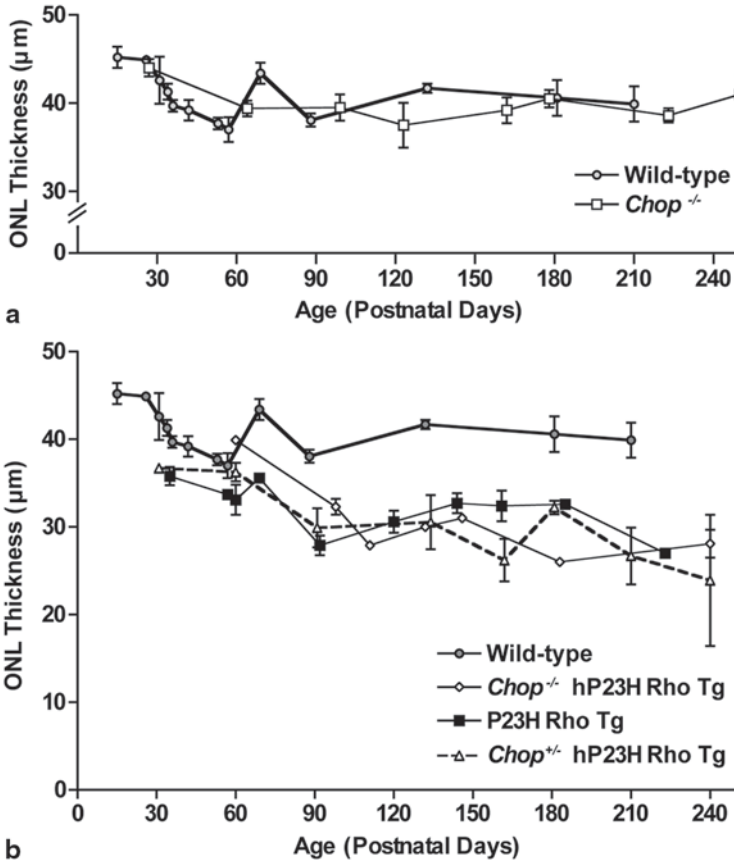 50
40
30
0
ONL Thickness (µm)
Wild-type
Chop -/-
30 60 90 120 150 180 210 240
Age (Postnatal Days)
a
50
40
30
20
10
0
ONL Thickness (µm)
Wild-type
Chop-/- hP23H Rho Tg
P23H Rho Tg
Chop+/- hP23H Rho Tg
0 30 60 90 120 150 180 210 240
Age (Postnatal Days)
b